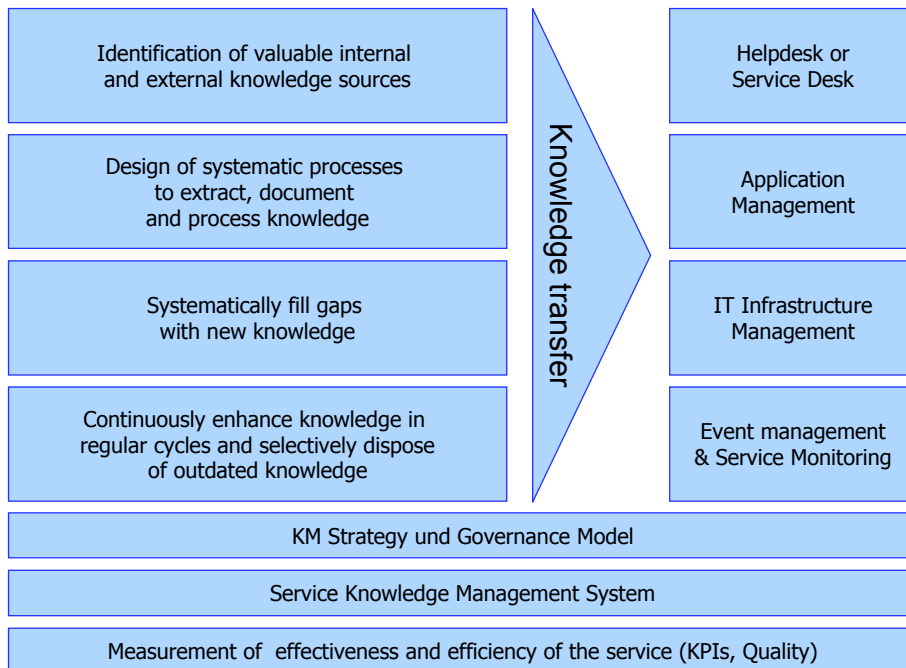 Identification of valuable internal
and external knowledge sources
Design of systematic processes
to extract, document
and process knowledge
Systematically fill gaps
with new knowledge
Continuously enhance knowledge in
regular cycles and selectively dispose
of outdated knowledge
Knowledge transfer
Helpdesk or
Service Desk
Application
Management
IT Infrastructure
Management
Event management
& Service Monitoring
KM Strategy und Governance Model
Service Knowledge Management System
Measurement of effectiveness and efficiency of the service (KPIs, Quality)